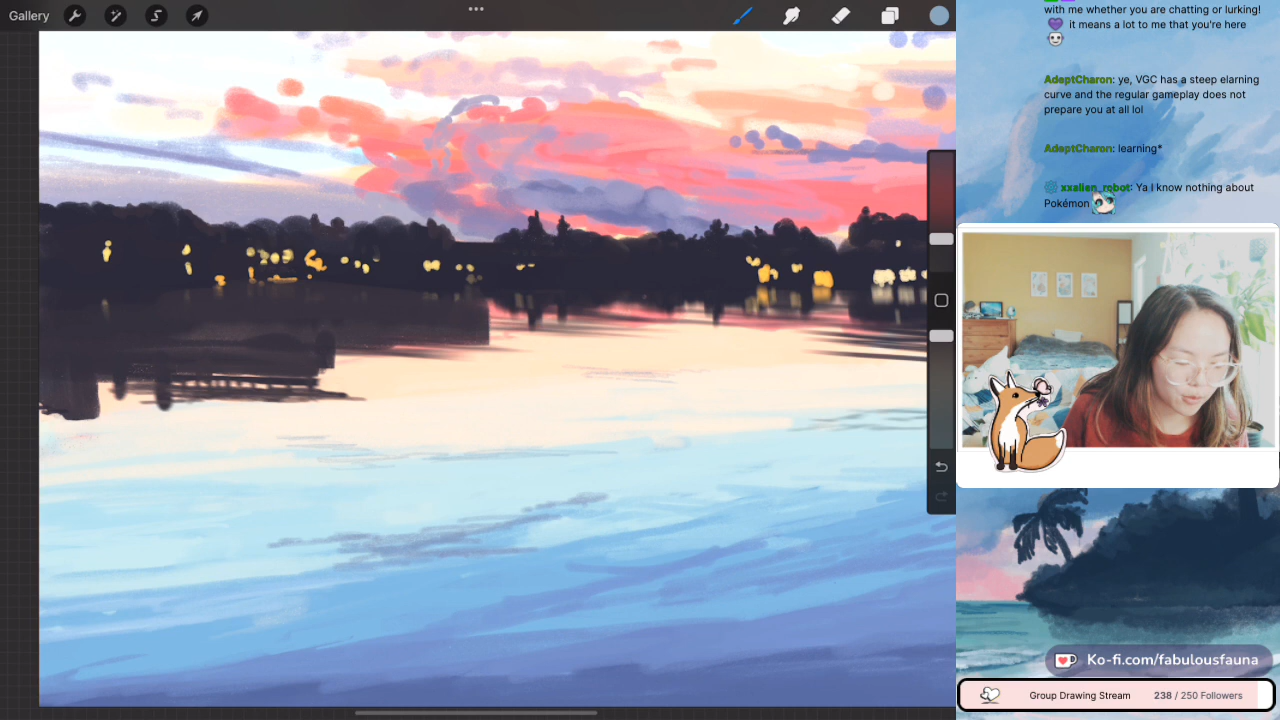 Gallery
with me whether you are chatting or lurking!
it means a lot to me that you're here
AdeptCharon: ye, VGC has a steep elarning
curve and the regular gameplay does not
prepare you at all lol
AdeptCharon: learning*
xxalien_robot: Ya I know nothing about
Pokémon
Ko-fi.com/fabulousfauna
Group Drawing Stream 238 / 250 Followers